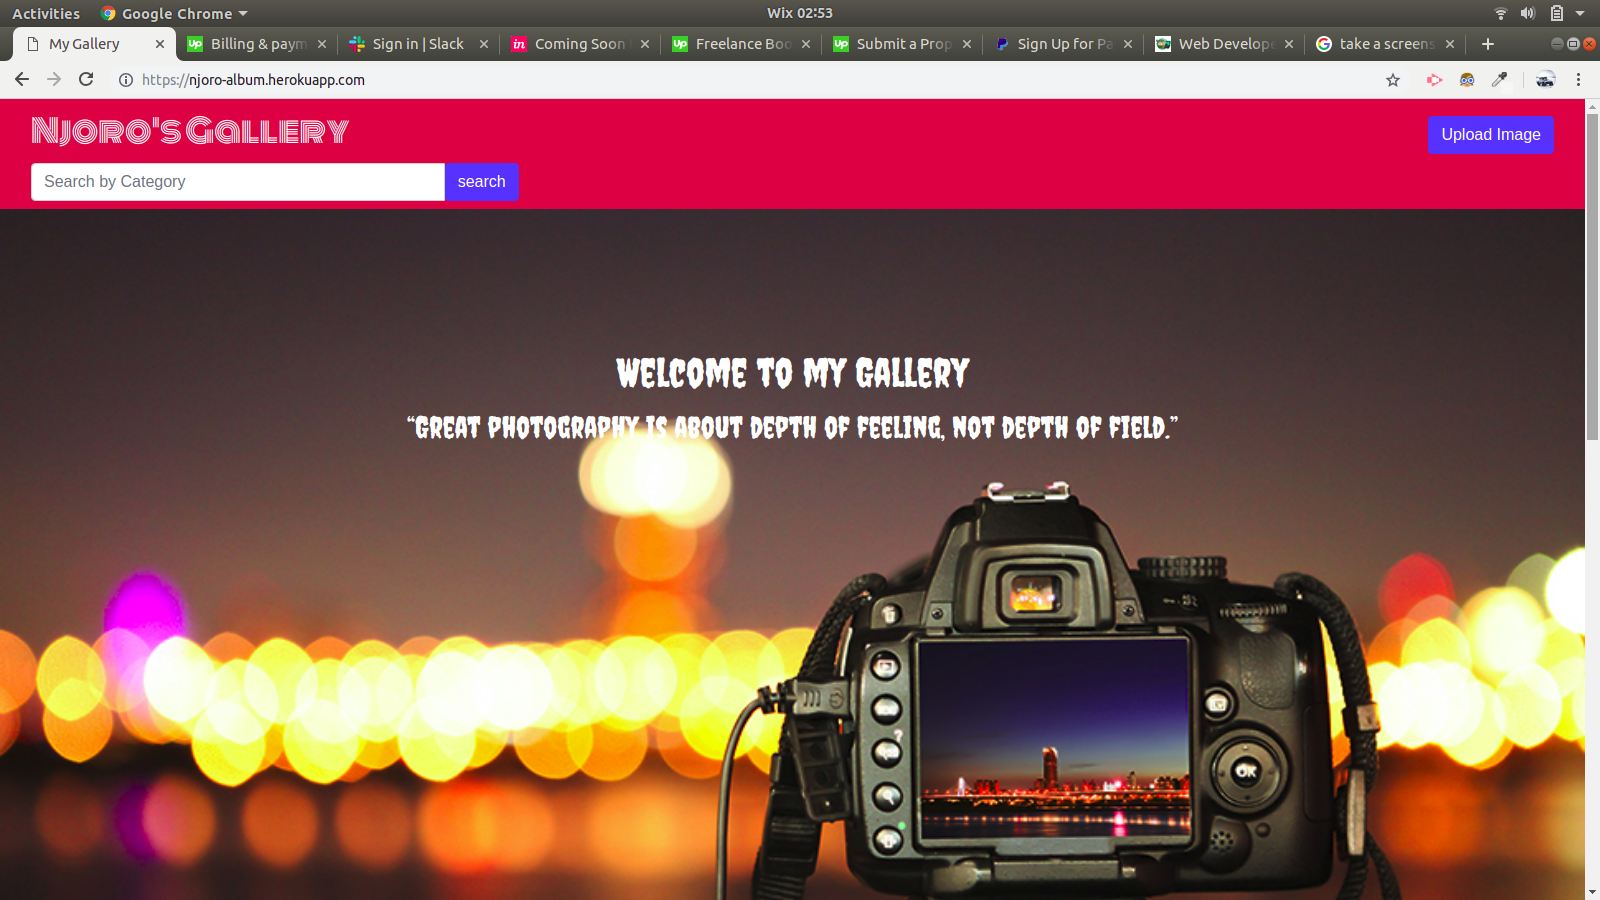 Activities Google Chrome Wix 02:53
My Gallery Billing & paym Sign in | Slack Coming Soon Freelance Boo Submit a Prop Sign Up for Pa Web Develope take a screens
https://njoro-album.herokuapp.com
Njoro's Gallery
Upload Image
Search by Category search
WELCOME TO MY GALLERY
“GREAT PHOTOGRAPHY IS ABOUT DEPTH OF FEELING, NOT DEPTH OF FIELD.”
?
OK